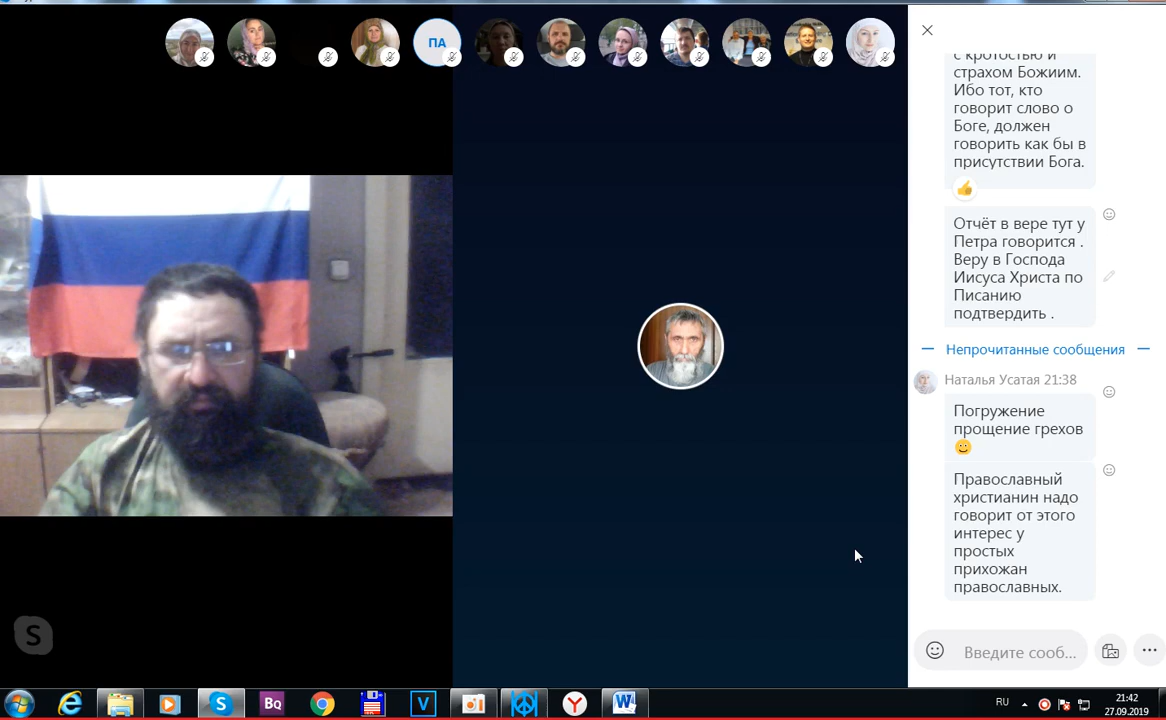 ПА
с кротостью и
страхом Божиим.
Ибо тот, кто
говорит слово о
Боге, должен
говорить как бы в
присутствии Бога.
Отчёт в вере тут у
Петра говорится .
Веру в Господа
Иисуса Христа по
Писанию
подтвердить .
Непрочитанные сообщения
Наталья Усатая 21:38
Погружение
прощение грехов
Православный
христианин надо
говорит от этого
интерес у
простых
прихожан
православных.
Введите сооб...
S
S
Bq
V
Y
W
RU
21:42
27.09.2019